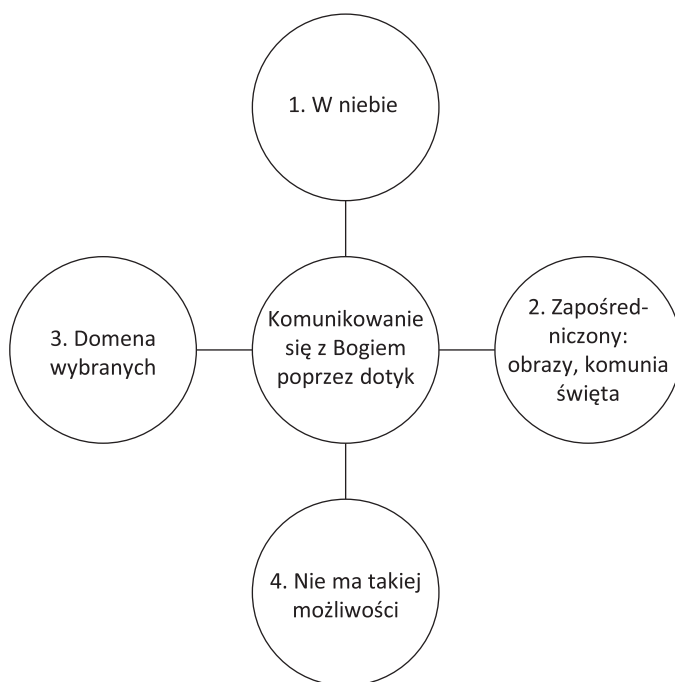 1. W niebie
Komunikowanie
się z Bogiem
poprzez dotyk
2. Zapośred-
niczony:
obrazy, komunia
święta
3. Domena
wybranych
4. Nie ma takiej
możliwości